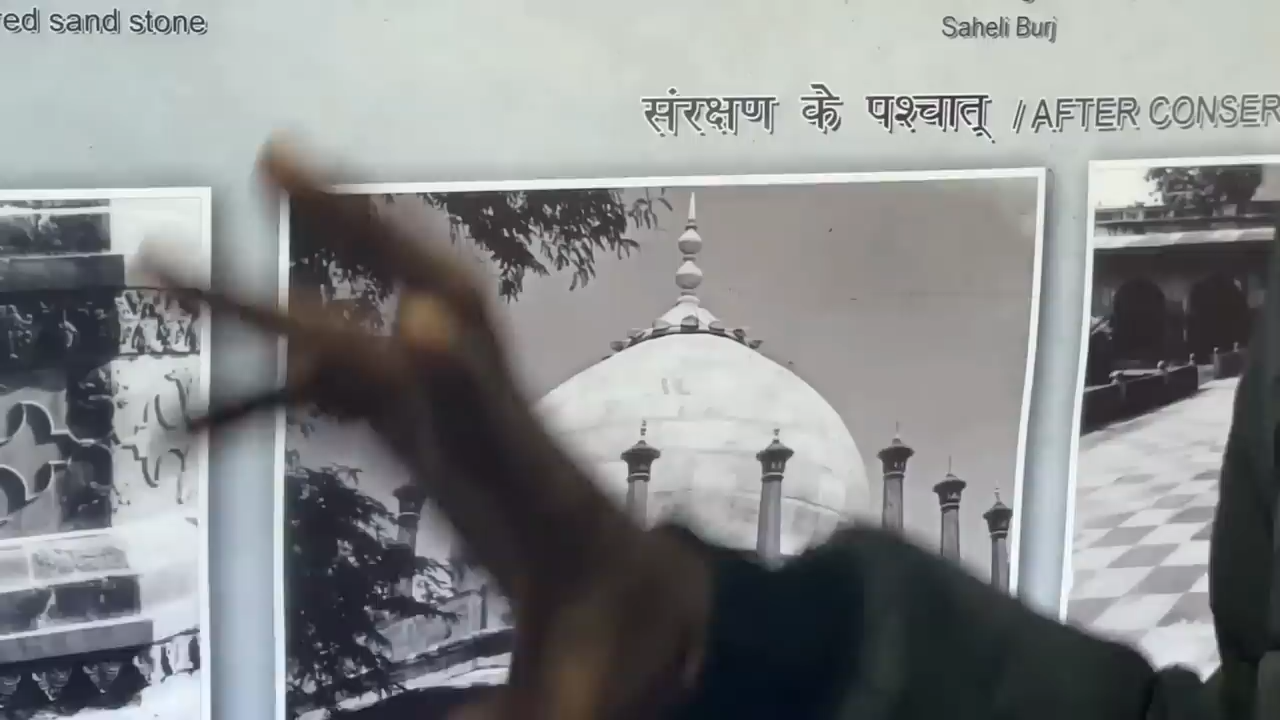 red sand stone
Saheli Burj
संरक्षण के पश्चात् / AFTER CONSER